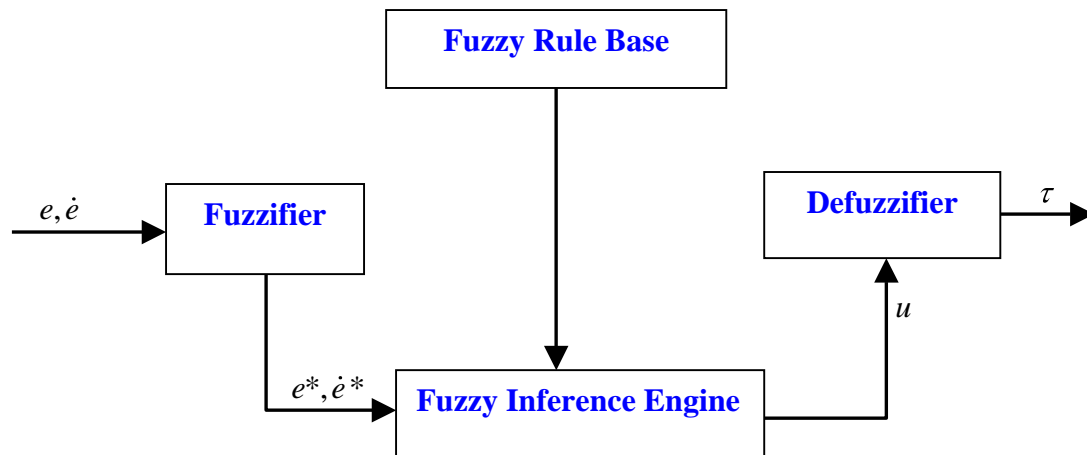 Fuzzy Rule Base
e, ė
Fuzzifier
Defuzzifier
τ
u
e*, ė*
Fuzzy Inference Engine